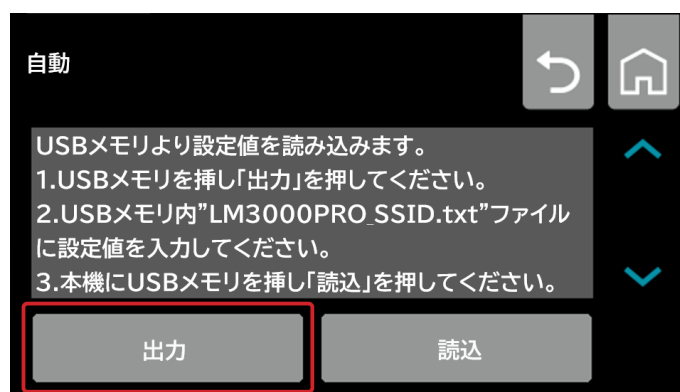 自動
USBメモリより設定値を読み込みます。
1.USBメモリを挿し「出力」を押してください。
2.USBメモリ内”LM3000PRO_SSID.txt”ファイル
に設定値を入力してください。
3.本機にUSBメモリを挿し「読込」を押してください。
出力
読込